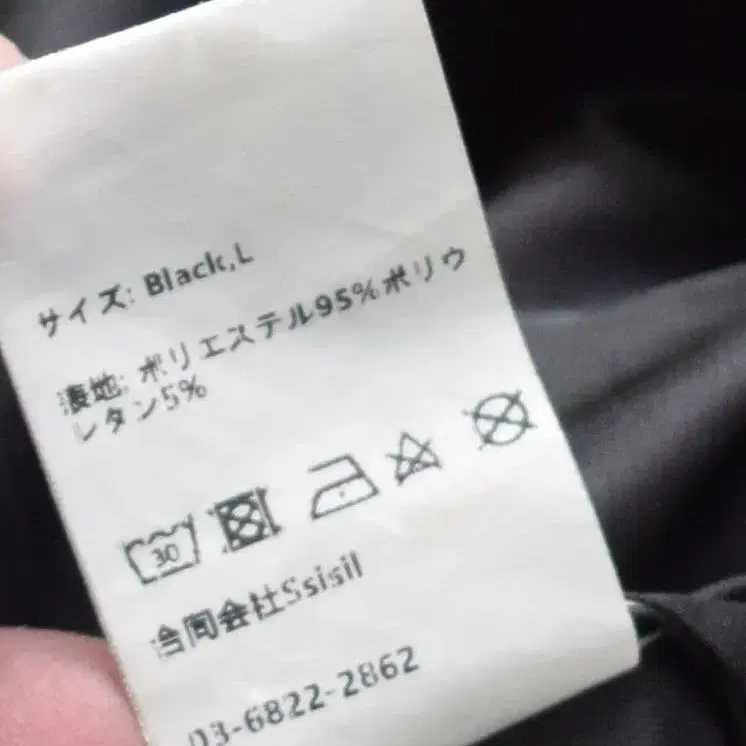 サイズ: Black,L
表地: ポリエステル95%ポリウ
レタン5%
30
合同会社Ssisil
03-6822-2862